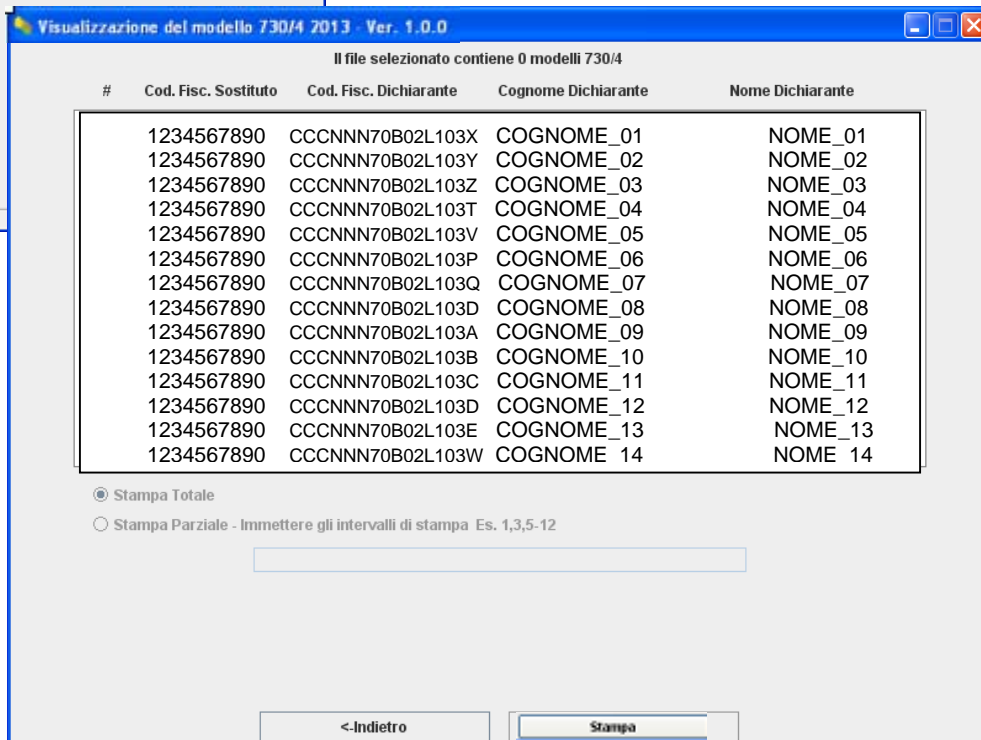 Visualizzazione del modello 730/4 2013 - Ver. 1.0.0
Il file selezionato contiene 0 modelli 730/4
# Cod. Fisc. Sostituto Cod. Fisc. Dichiarante Cognome Dichiarante Nome Dichiarante
1234567890 CCCNNN70B02L103X COGNOME_01 NOME_01
1234567890 CCCNNN70B02L103Y COGNOME_02 NOME_02
1234567890 CCCNNN70B02L103Z COGNOME_03 NOME_03
1234567890 CCCNNN70B02L103T COGNOME_04 NOME_04
1234567890 CCCNNN70B02L103V COGNOME_05 NOME_05
1234567890 CCCNNN70B02L103P COGNOME_06 NOME_06
1234567890 CCCNNN70B02L103Q COGNOME_07 NOME_07
1234567890 CCCNNN70B02L103D COGNOME_08 NOME_08
1234567890 CCCNNN70B02L103A COGNOME_09 NOME_09
1234567890 CCCNNN70B02L103B COGNOME_10 NOME_10
1234567890 CCCNNN70B02L103C COGNOME_11 NOME_11
1234567890 CCCNNN70B02L103D COGNOME_12 NOME_12
1234567890 CCCNNN70B02L103E COGNOME_13 NOME_13
1234567890 CCCNNN70B02L103W COGNOME_14 NOME_14
Stampa Totale
Stampa Parziale - Immettere gli intervalli di stampa Es. 1,3,5-12
<-Indietro Stampa